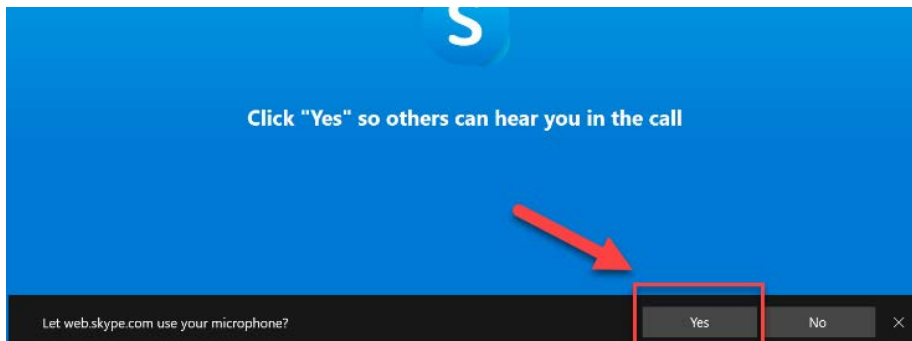 S
Click "Yes" so others can hear you in the call
Let web.skype.com use your microphone? Yes No